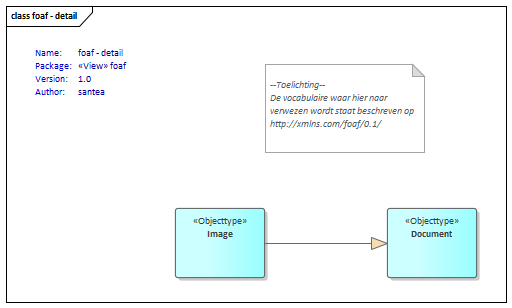 class foaf - detail
Name: foaf - detail
Package: «View» foaf
Version: 1.0
Author: santea
--Toelichting--
De vocabulaire waar hier naar
verwezen wordt staat beschreven op
http://xmlns.com/foaf/0.1/
«Objecttype»
Image
«Objecttype»
Document